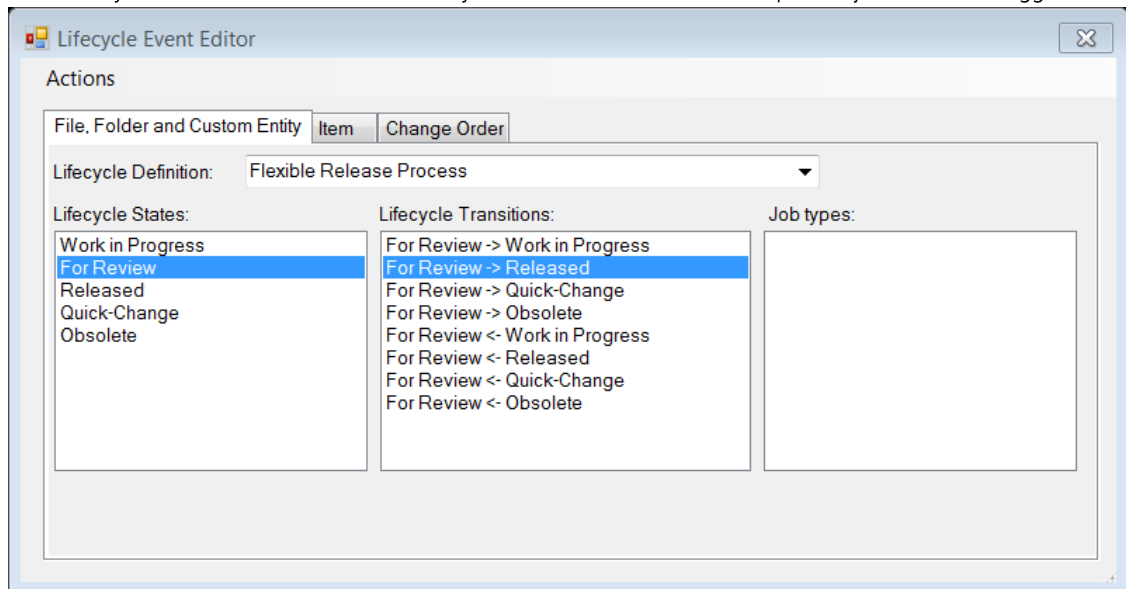 Lifecycle Event Editor
Actions
File, Folder and Custom Entity Item Change Order
Lifecycle Definition: Flexible Release Process
Lifecycle States: Lifecycle Transitions: Job types:
Work in Progress
For Review
Released
Quick-Change
Obsolete
For Review -> Work in Progress
For Review -> Released
For Review -> Quick-Change
For Review -> Obsolete
For Review <- Work in Progress
For Review <- Released
For Review <- Quick-Change
For Review <- Obsolete